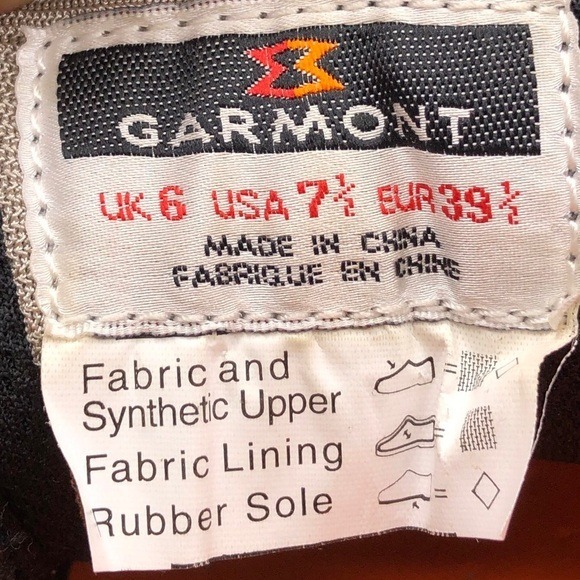 GARMONT
UK 6 USA 7½ EUR 39½
MADE IN CHINA
FABRIQUE EN CHINE
Fabric and
Synthetic Upper
Fabric Lining
Rubber Sole